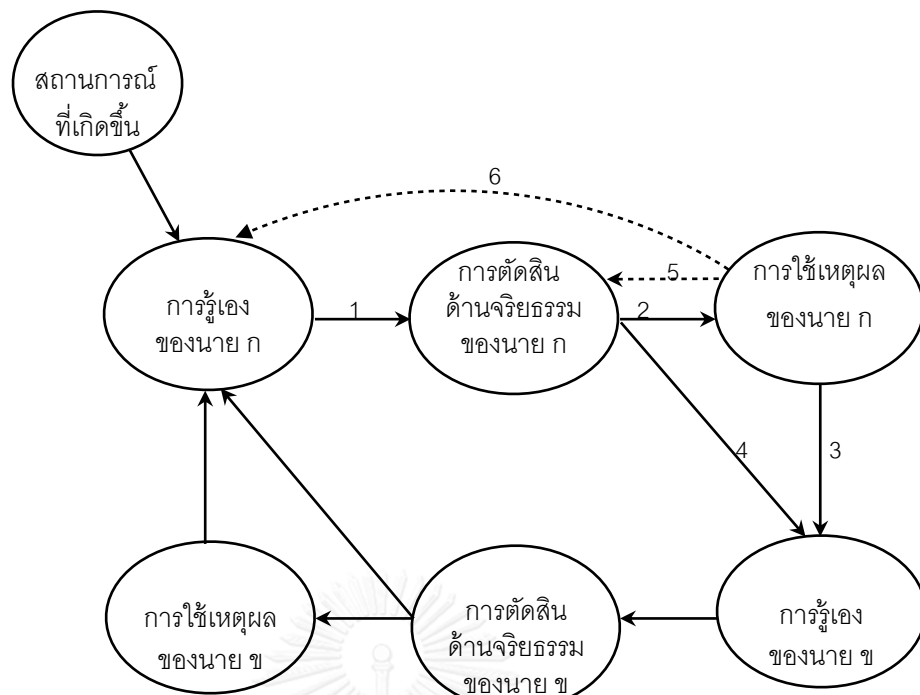 สถานการณ์
ที่เกิดขึ้น
6
การรู้เอง
ของนาย ก
1
การตัดสิน
ด้านจริยธรรม
ของนาย ก
5
2
การใช้เหตุผล
ของนาย ก
4
3
การใช้เหตุผล
ของนาย ข
การตัดสิน
ด้านจริยธรรม
ของนาย ข
การรู้เอง
ของนาย ข